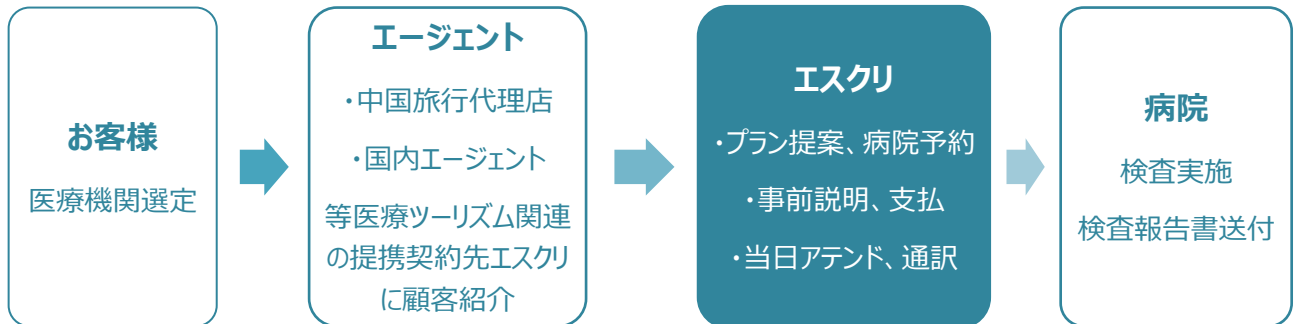 お客様
医療機関選定
エージェント
・中国旅行代理店
・国内エージェント
等医療ツーリズム関連
の提携契約先エスクリ
に顧客紹介
エスクリ
・プラン提案、病院予約
・事前説明、支払
・当日アテンド、通訳
病院
検査実施
検査報告書送付